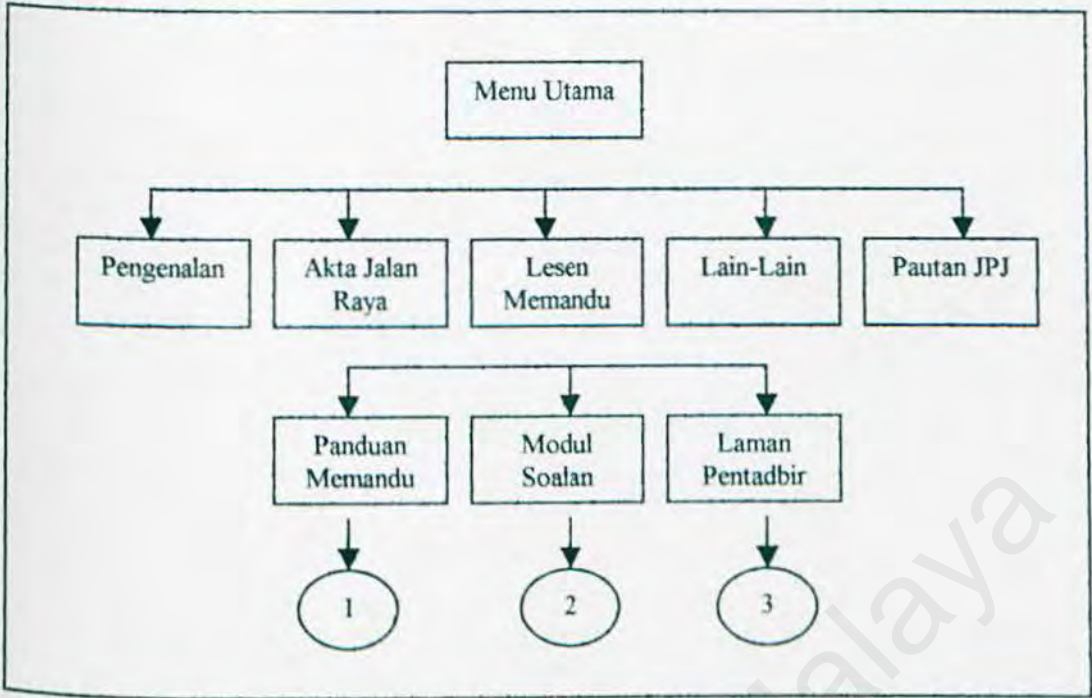 Menu Utama
Pengenalan
Akta Jalan
Raya
Lesen
Memandu
Lain-Lain
Pautan JPJ
Panduan
Memandu
Modul
Soalan
Laman
Pentadbir
1
2
3
alaya